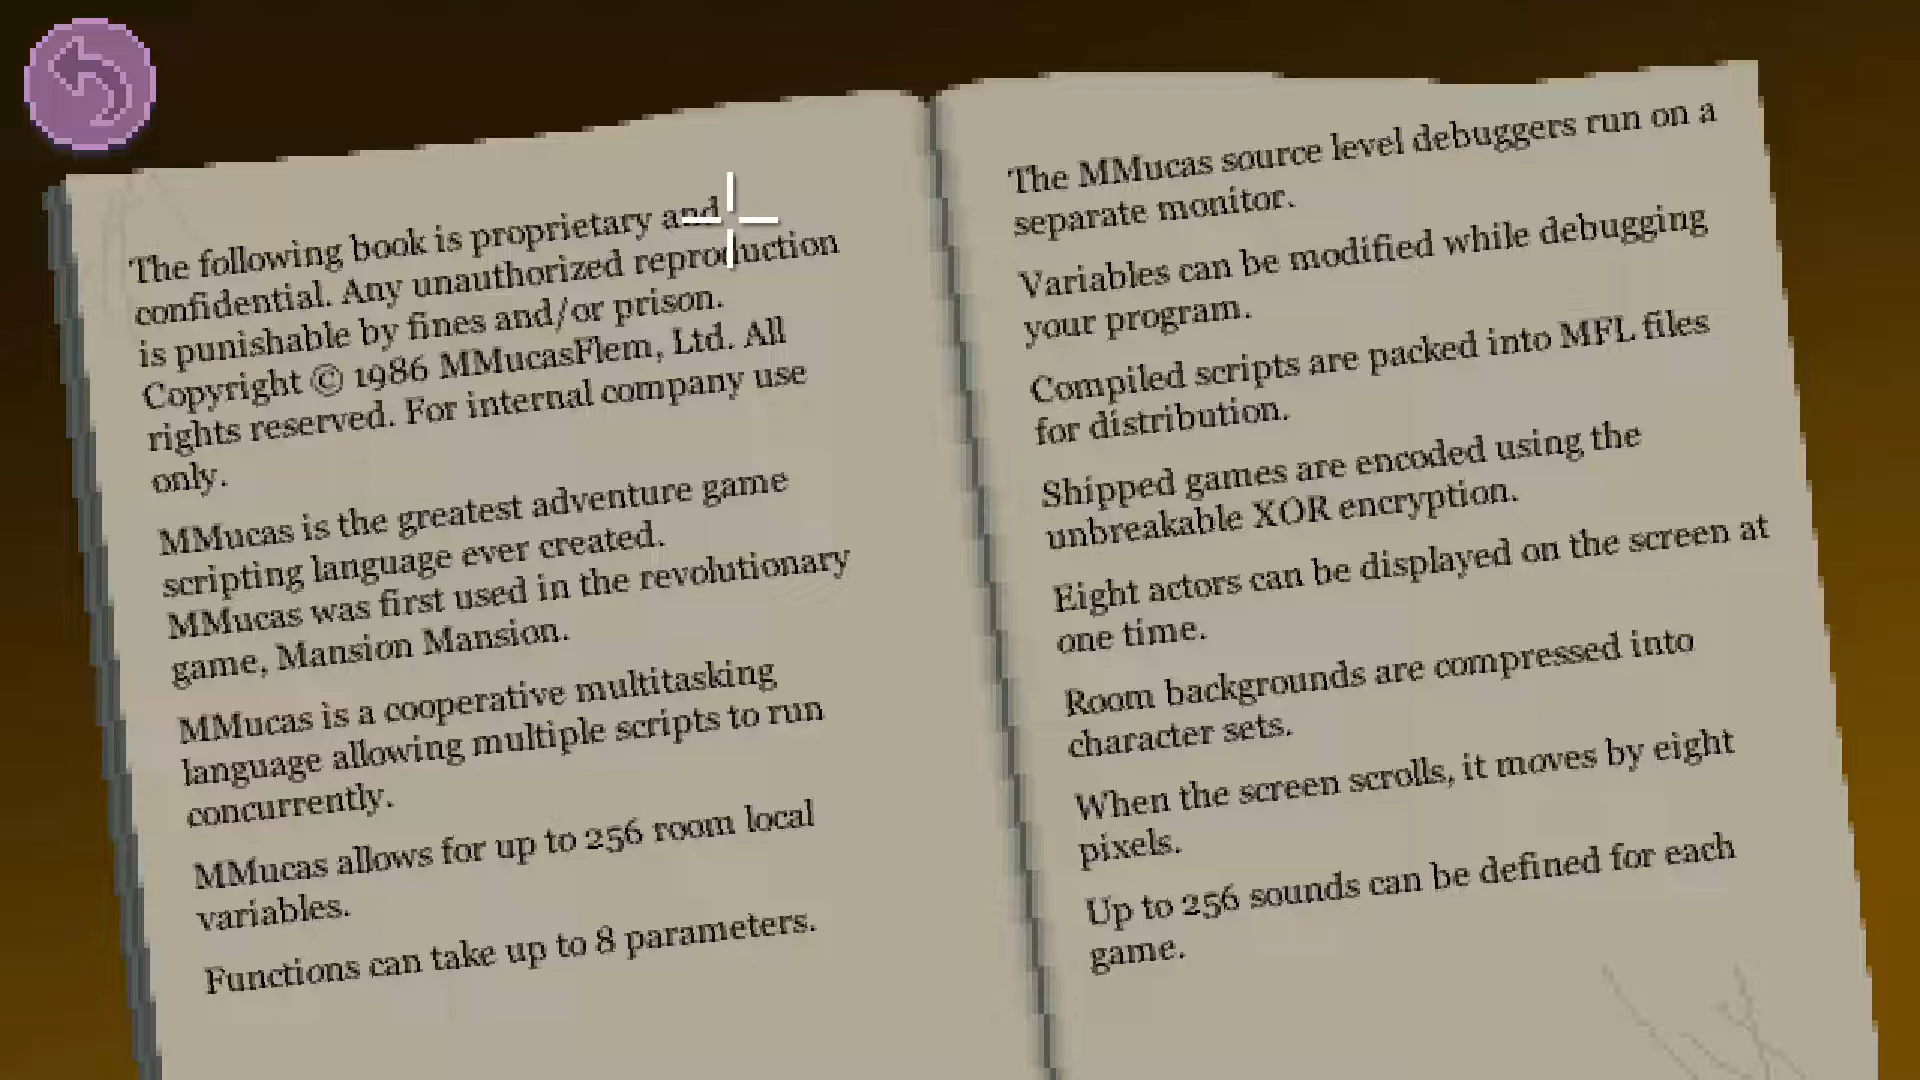 The following book is proprietary and
confidential. Any unauthorized reproduction
is punishable by fines and/or prison.
Copyright © 1986 MMucasFlem, Ltd. All
rights reserved. For internal company use
only.
MMucas is the greatest adventure game
scripting language ever created.
MMucas was first used in the revolutionary
game, Mansion Mansion.
MMucas is a cooperative multitasking
language allowing multiple scripts to run
concurrently.
MMucas allows for up to 256 room local
variables.
Functions can take up to 8 parameters.
The MMucas source level debuggers run on a
separate monitor.
Variables can be modified while debugging
your program.
Compiled scripts are packed into MFL files
for distribution.
Shipped games are encoded using the
unbreakable XOR encryption.
Eight actors can be displayed on the screen at
one time.
Room backgrounds are compressed into
character sets.
When the screen scrolls, it moves by eight
pixels.
Up to 256 sounds can be defined for each
game.